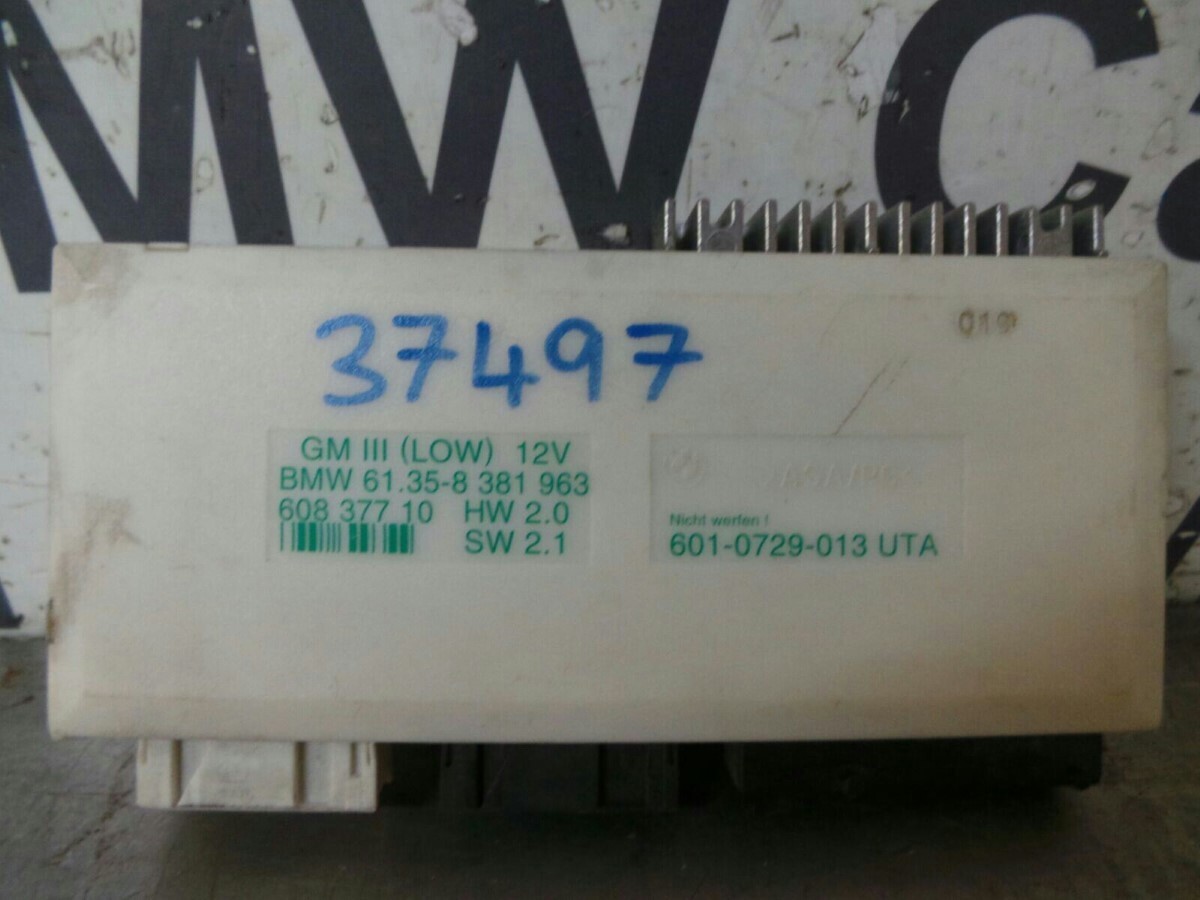 MW C
37497
019
GM III (LOW) 12V
BMW 61.35-8 381 963
608 377 10 HW 2.0
SW 2.1
Nicht werfen !
601-0729-013 UTA